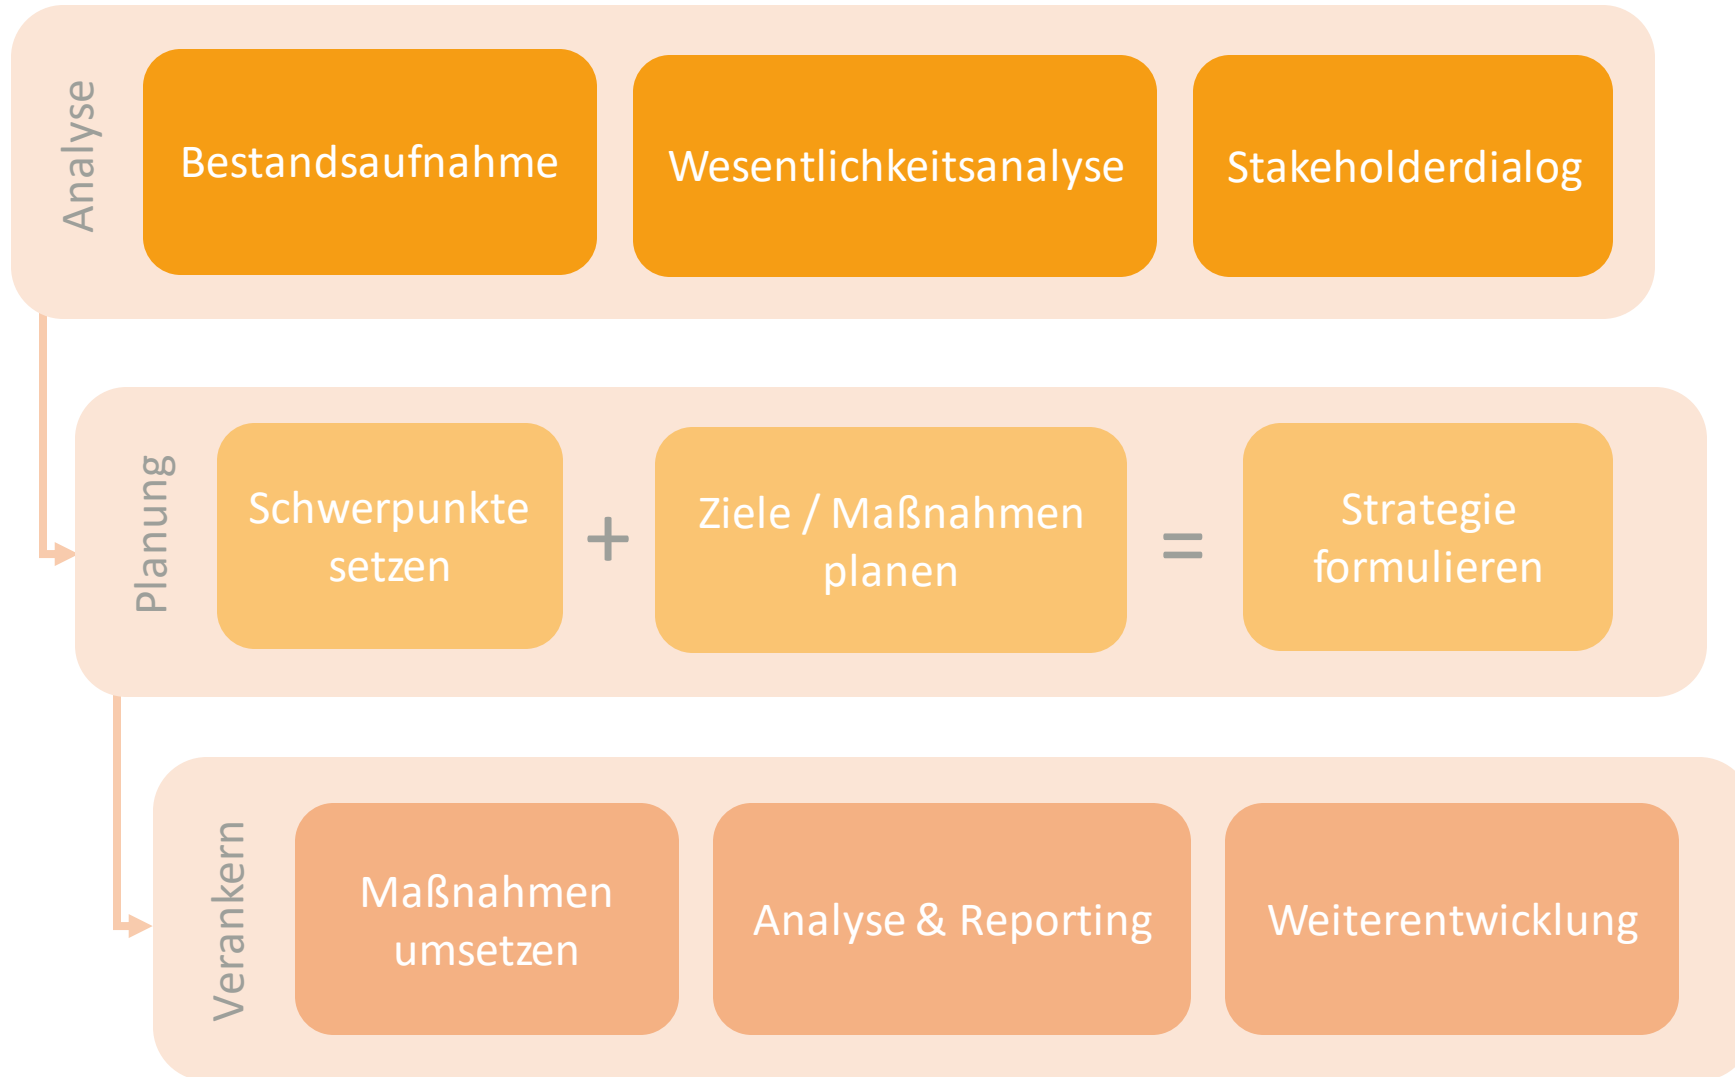 Analyse
Bestandsaufnahme
Wesentlichkeitsanalyse
Stakeholderdialog
Planung
Schwerpunkte
setzen
+
Ziele / Maßnahmen
planen
=
Strategie
formulieren
Verankern
Maßnahmen
umsetzen
Analyse & Reporting
Weiterentwicklung